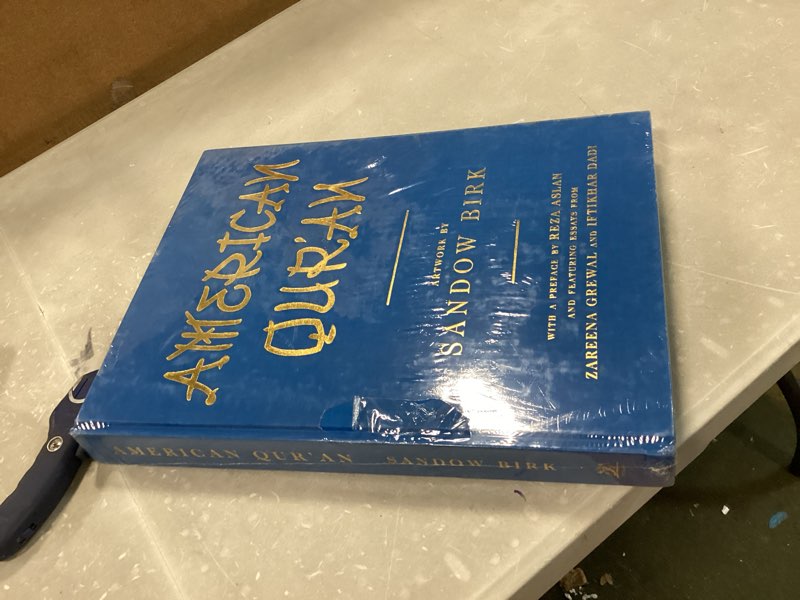 AMERICAN
QUR'AN
ARTWORK BY
SANDOW BIRK
WITH A PREFACE BY REZA ASLAN
AND FEATURING ESSAYS FROM
ZAREENA GREWAL AND IFTIKHAR DADI
AMERICAN QUR'AN SANDOW BIRK